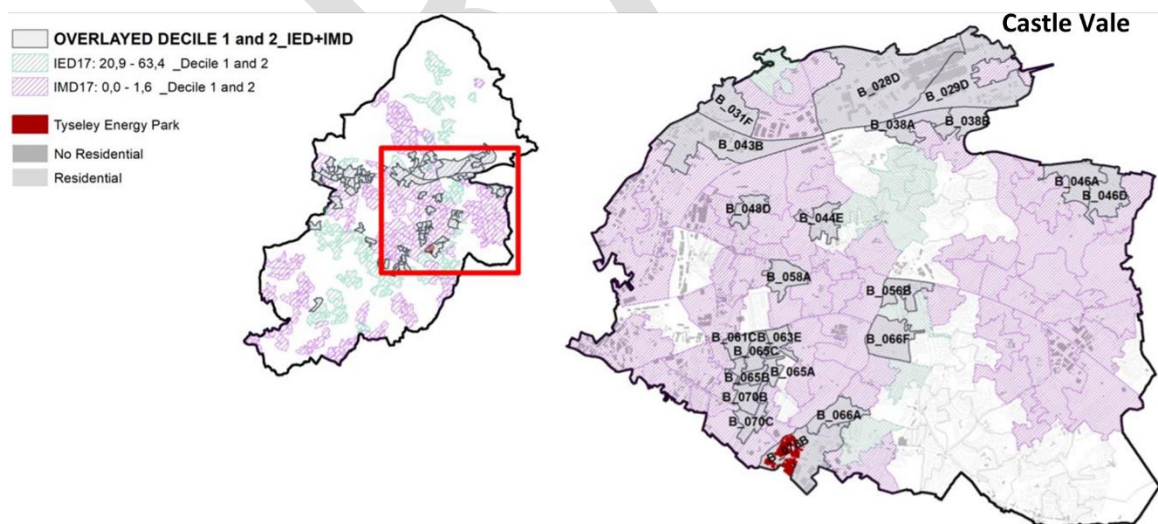 Castle Vale
OVERLAYED DECILE 1 and 2_IED+IMD
IED17: 20,9 - 63,4 _Decile 1 and 2
IMD17: 0,0 - 1,6 _Decile 1 and 2
Tyseley Energy Park
No Residential
Residential
B_028D
B_029D
B_031F
B_038A
B_038B
B_043B
B_046A
B_046D
B_048D
B_044E
B_058A
B_056B
B_066F
B_061C
B_063E
B_065C
B_065A
B_065B
B_070B
B_066A
B_070C